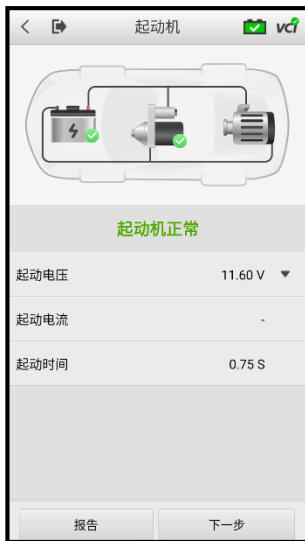 起动机
vci
起动机正常
起动电压 11.60 V
起动电流 -
起动时间 0.75 S
报告 下一步